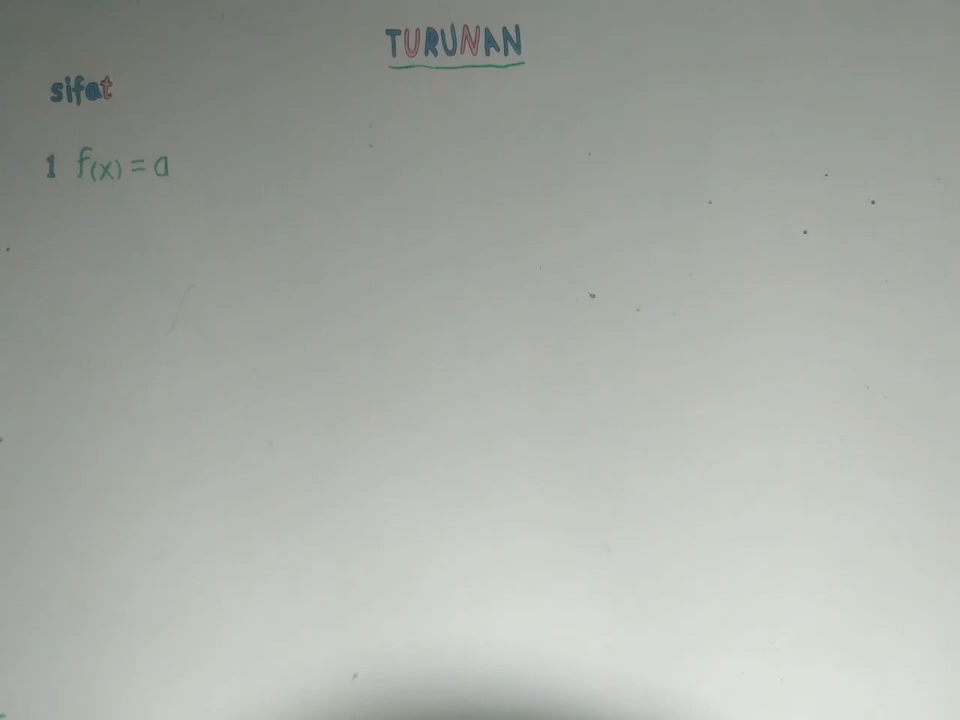 TURUNAN
sifat
1 f(x) = a